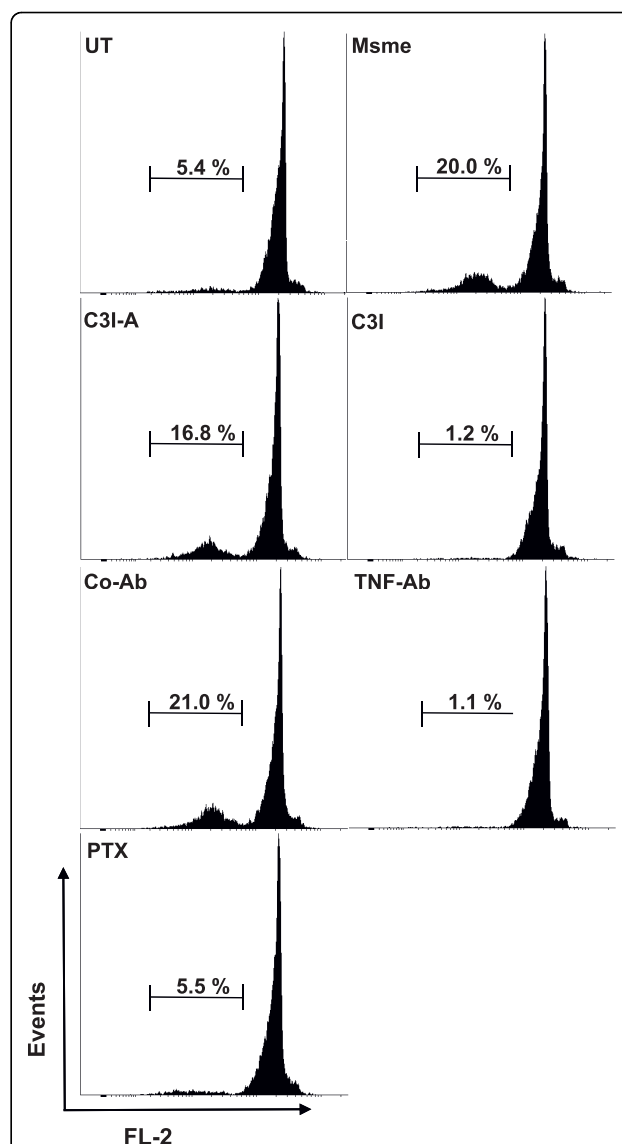 UT
5.4 %
Msme
20.0 %
C3I-A
16.8 %
C3I
1.2 %
Co-Ab
21.0 %
TNF-Ab
1.1 %
PTX
5.5 %
Events
FL-2